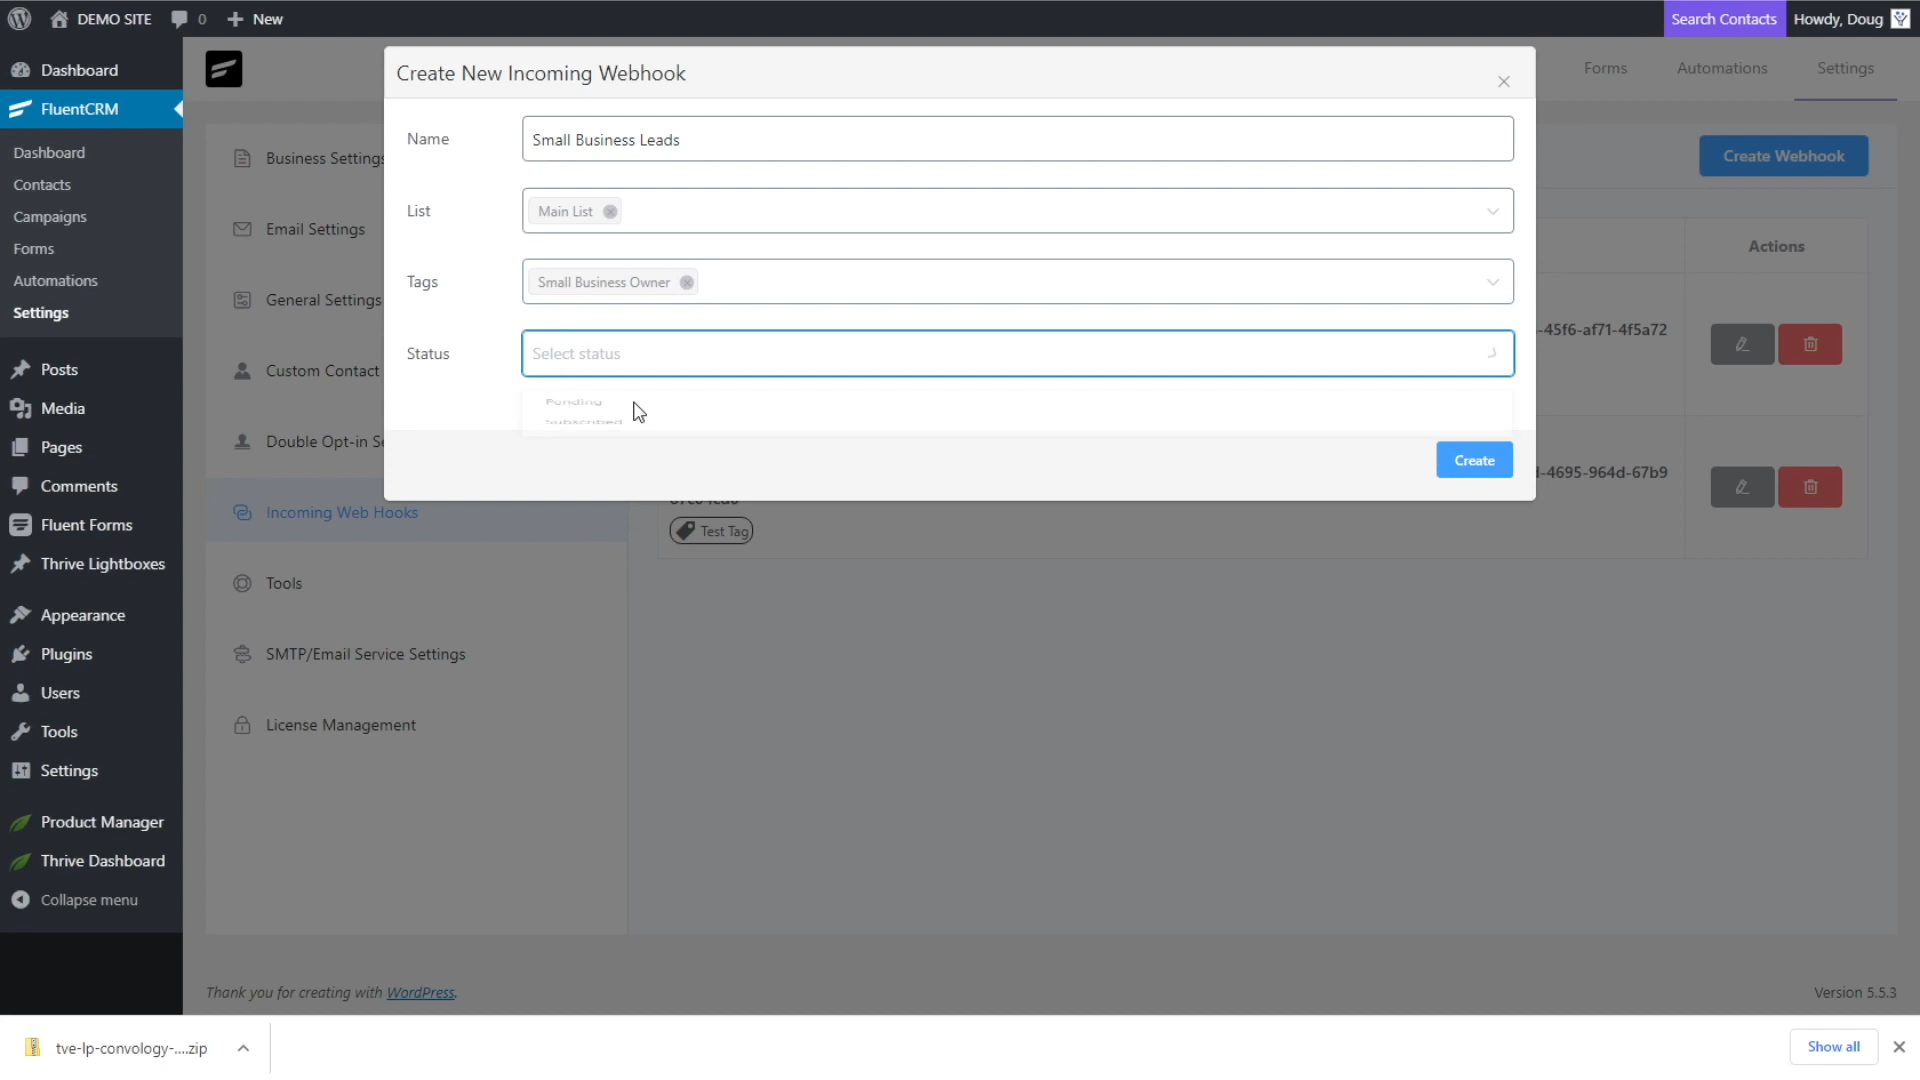 DEMO SITE
0
New
Search Contacts
Howdy, Doug
Dashboard
FluentCRM
Dashboard
Contacts
Campaigns
Forms
Automations
Settings
Posts
Media
Pages
Comments
Fluent Forms
Thrive Lightboxes
Appearance
Plugins
Users
Tools
Settings
Product Manager
Thrive Dashboard
Collapse menu
Forms
Automations
Settings
Business Settings
Email Settings
General Settings
Custom Contact
Double Opt-in Se
Incoming Web Hooks
Tools
SMTP/Email Service Settings
License Management
Create New Incoming Webhook
Name
Small Business Leads
List
Main List
Tags
Small Business Owner
Status
Select status
Pending
Subscribed
Create
Create Webhook
Actions
-45f6-af71-4f5a72
-4695-964d-67b9
Test Tag
Thank you for creating with WordPress.
Version 5.5.3
tve-lp-convology-....zip
Show all